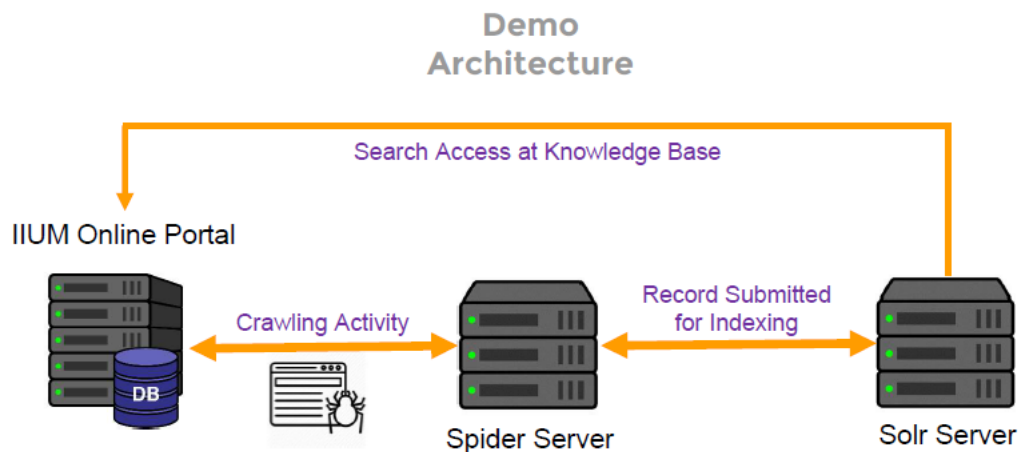 Demo
Architecture
Search Access at Knowledge Base
IIUM Online Portal
Crawling Activity
Record Submitted
for Indexing
DB
Spider Server
Solr Server